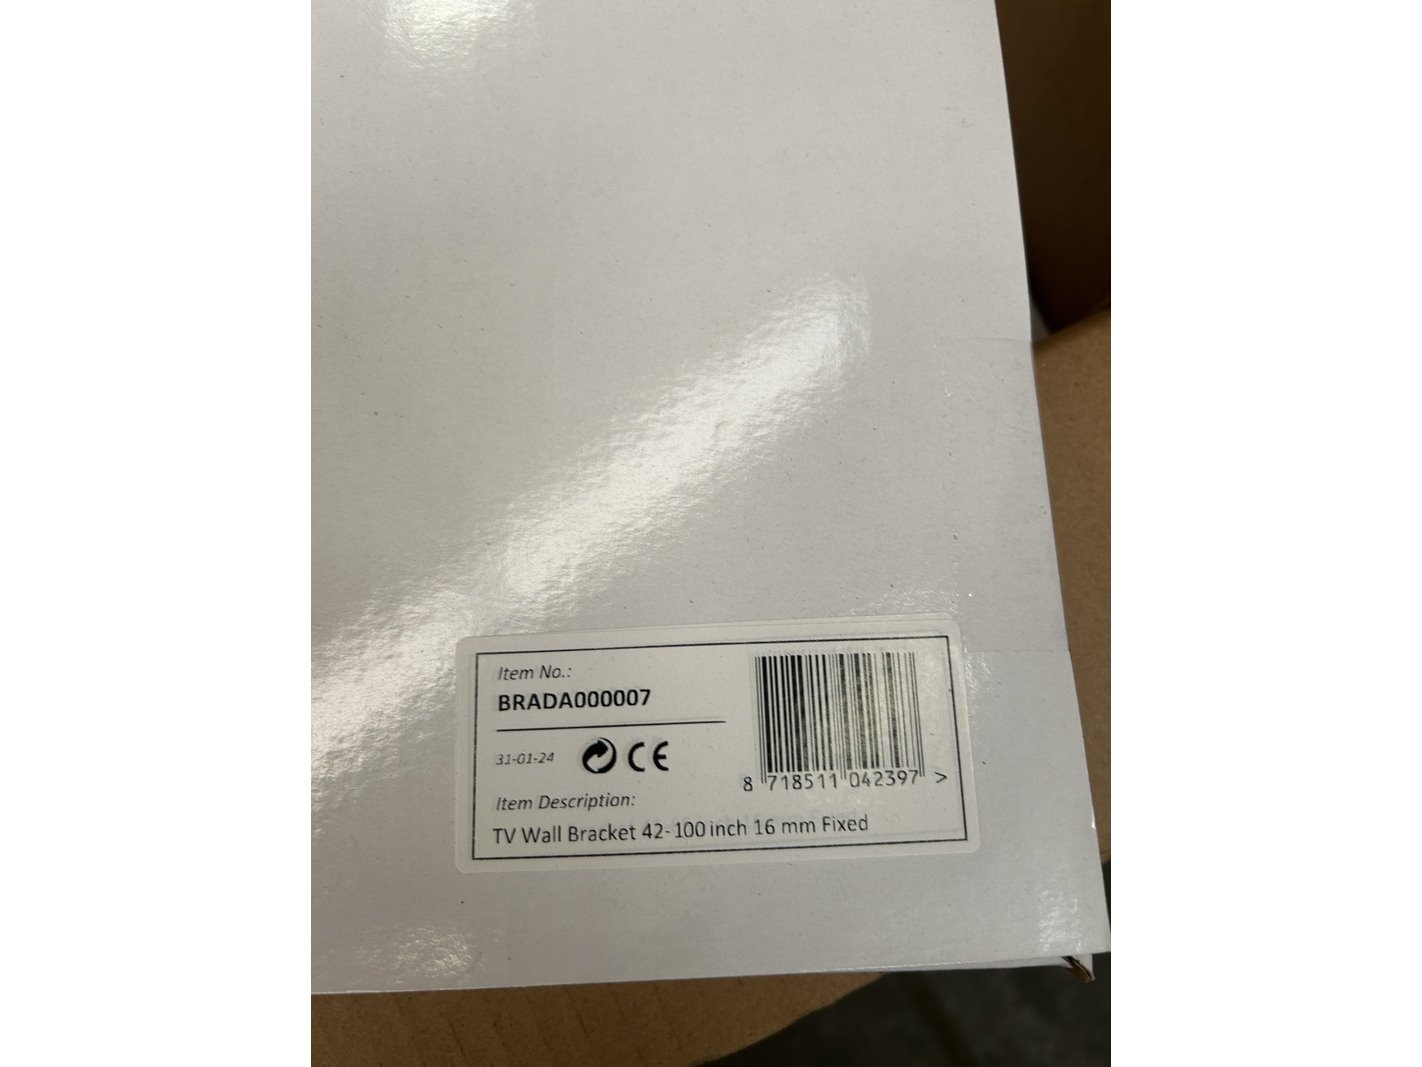 Item No.:
BRADA000007
31-01-24 CE
Item Description:
TV Wall Bracket 42-100 inch 16 mm Fixed
8 718511 042397 >